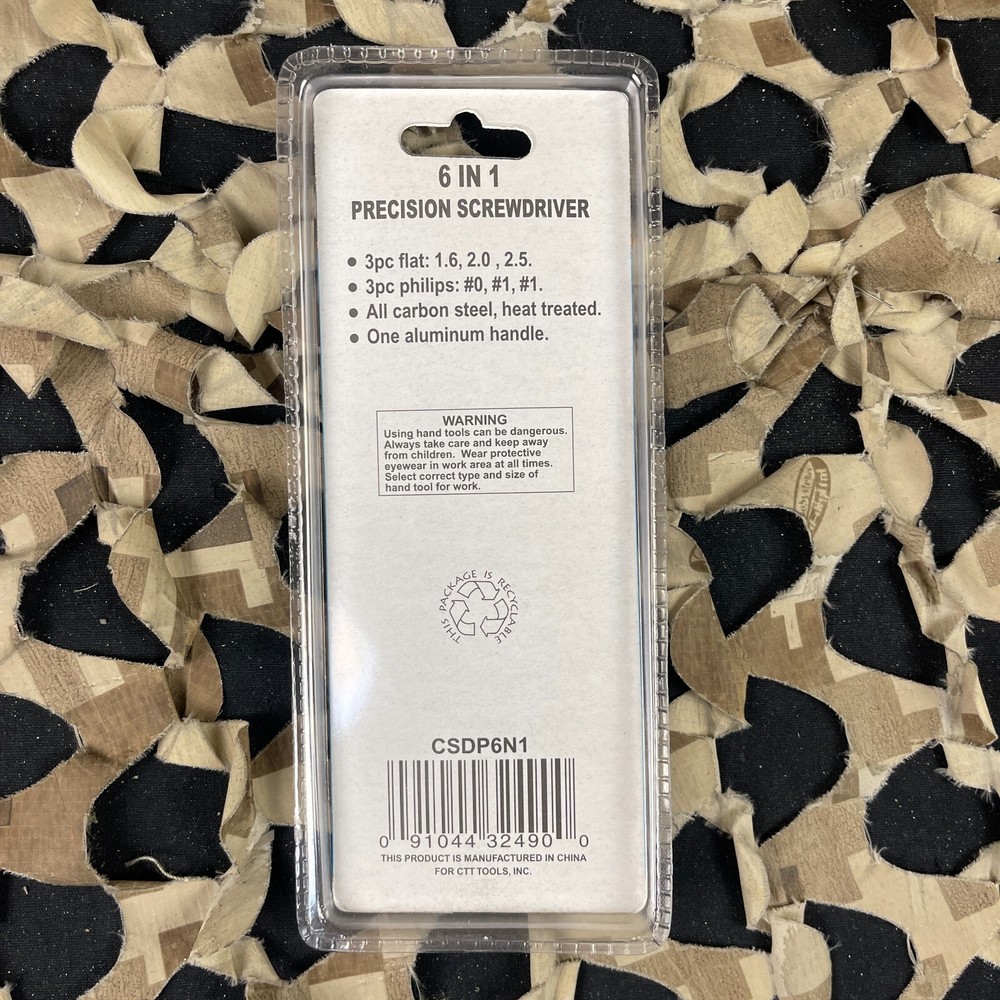 6 IN 1
PRECISION SCREWDRIVER
• 3pc flat: 1.6, 2.0 , 2.5.
• 3pc philips: #0, #1, #1.
• All carbon steel, heat treated.
• One aluminum handle.
WARNING
Using hand tools can be dangerous.
Always take care and keep away
from children. Wear protective
eyewear in work area at all times.
Select correct type and size of
hand tool for work.
THIS PACKAGE IS RECYCLABLE
CSDP6N1
0 91044 32490 0
THIS PRODUCT IS MANUFACTURED IN CHINA
FOR CTT TOOLS, INC.